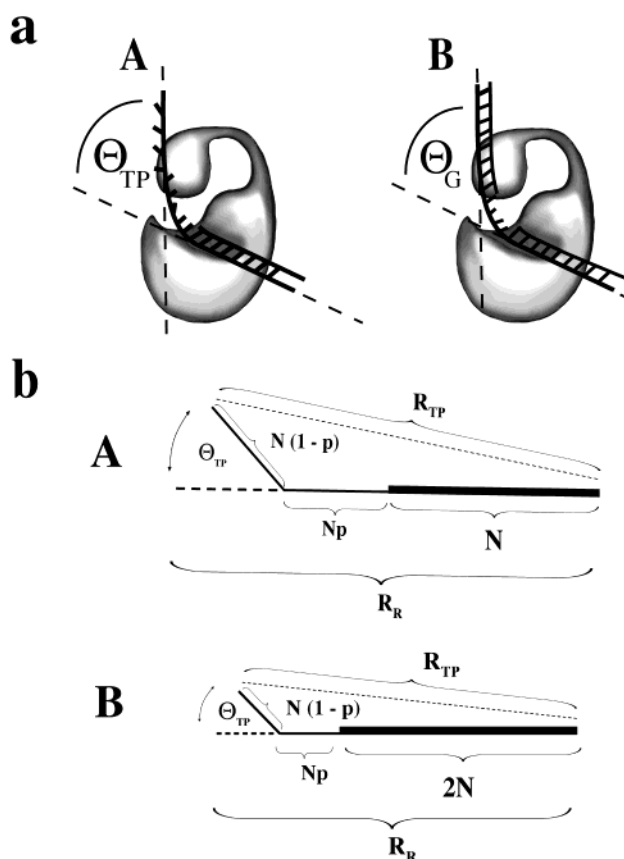 a
A
B
Θ_TP
Θ_G
b
R_TP
A
Θ_TP
N (1 - p)
Np
N
R_R
R_TP
B
Θ_TP
N (1 - p)
Np
2N
R_R